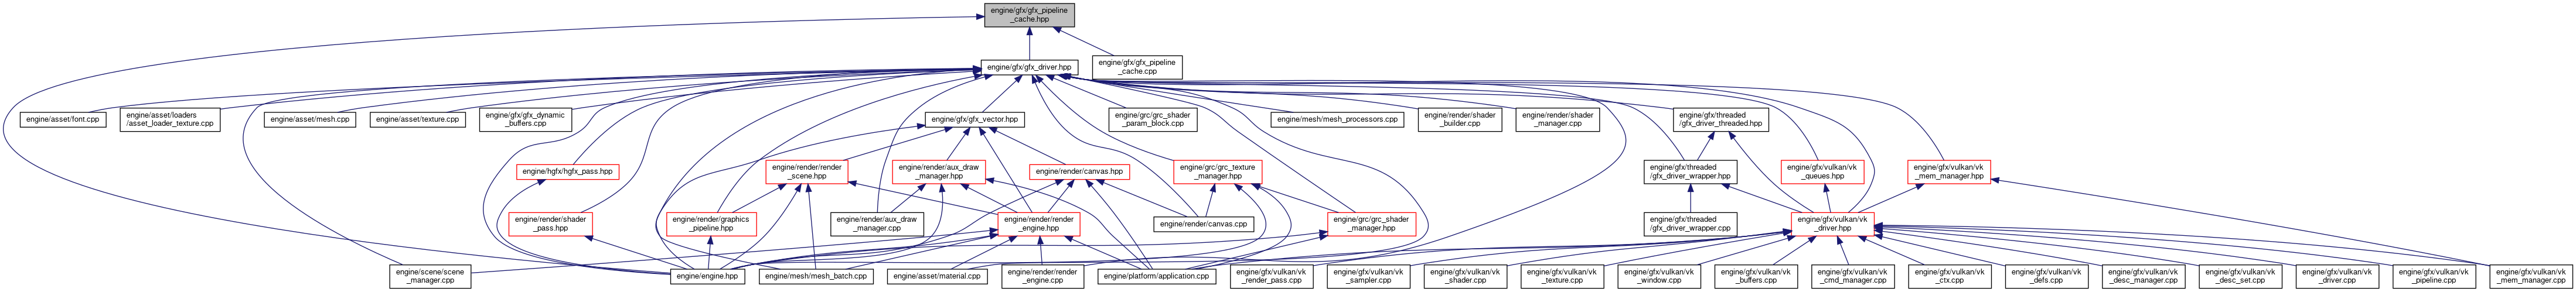 engine/gfx/gfx_pipeline
_cache.hpp
engine/gfx/gfx_driver.hpp
engine/gfx/gfx_pipeline
_cache.cpp
engine/asset/font.cpp
engine/asset/loaders
/asset_loader_texture.cpp
engine/asset/mesh.cpp
engine/asset/texture.cpp
engine/gfx/gfx_dynamic
_buffers.cpp
engine/gfx/gfx_vector.hpp
engine/grc/grc_shader
_param_block.cpp
engine/mesh/mesh_processors.cpp
engine/render/shader
_builder.cpp
engine/render/shader
_manager.cpp
engine/gfx/threaded
/gfx_driver_threaded.hpp
engine/hgfx/hgfx_pass.hpp
engine/render/render
_scene.hpp
engine/render/aux_draw
_manager.hpp
engine/render/canvas.hpp
engine/grc/grc_texture
_manager.hpp
engine/gfx/threaded
/gfx_driver_wrapper.hpp
engine/gfx/vulkan/vk
_queues.hpp
engine/gfx/vulkan/vk
_mem_manager.hpp
engine/render/shader
_pass.hpp
engine/render/graphics
_pipeline.hpp
engine/render/aux_draw
_manager.cpp
engine/render/render
_engine.hpp
engine/render/canvas.cpp
engine/grc/grc_shader
_manager.hpp
engine/gfx/threaded
/gfx_driver_wrapper.cpp
engine/gfx/vulkan/vk
_driver.hpp
engine/scene/scene
_manager.cpp
engine/engine.hpp
engine/mesh/mesh_batch.cpp
engine/asset/material.cpp
engine/render/render
_engine.cpp
engine/platform/application.cpp
engine/gfx/vulkan/vk
_render_pass.cpp
engine/gfx/vulkan/vk
_sampler.cpp
engine/gfx/vulkan/vk
_shader.cpp
engine/gfx/vulkan/vk
_texture.cpp
engine/gfx/vulkan/vk
_window.cpp
engine/gfx/vulkan/vk
_buffers.cpp
engine/gfx/vulkan/vk
_cmd_manager.cpp
engine/gfx/vulkan/vk
_ctx.cpp
engine/gfx/vulkan/vk
_defs.cpp
engine/gfx/vulkan/vk
_desc_manager.cpp
engine/gfx/vulkan/vk
_desc_set.cpp
engine/gfx/vulkan/vk
_driver.cpp
engine/gfx/vulkan/vk
_pipeline.cpp
engine/gfx/vulkan/vk
_mem_manager.cpp